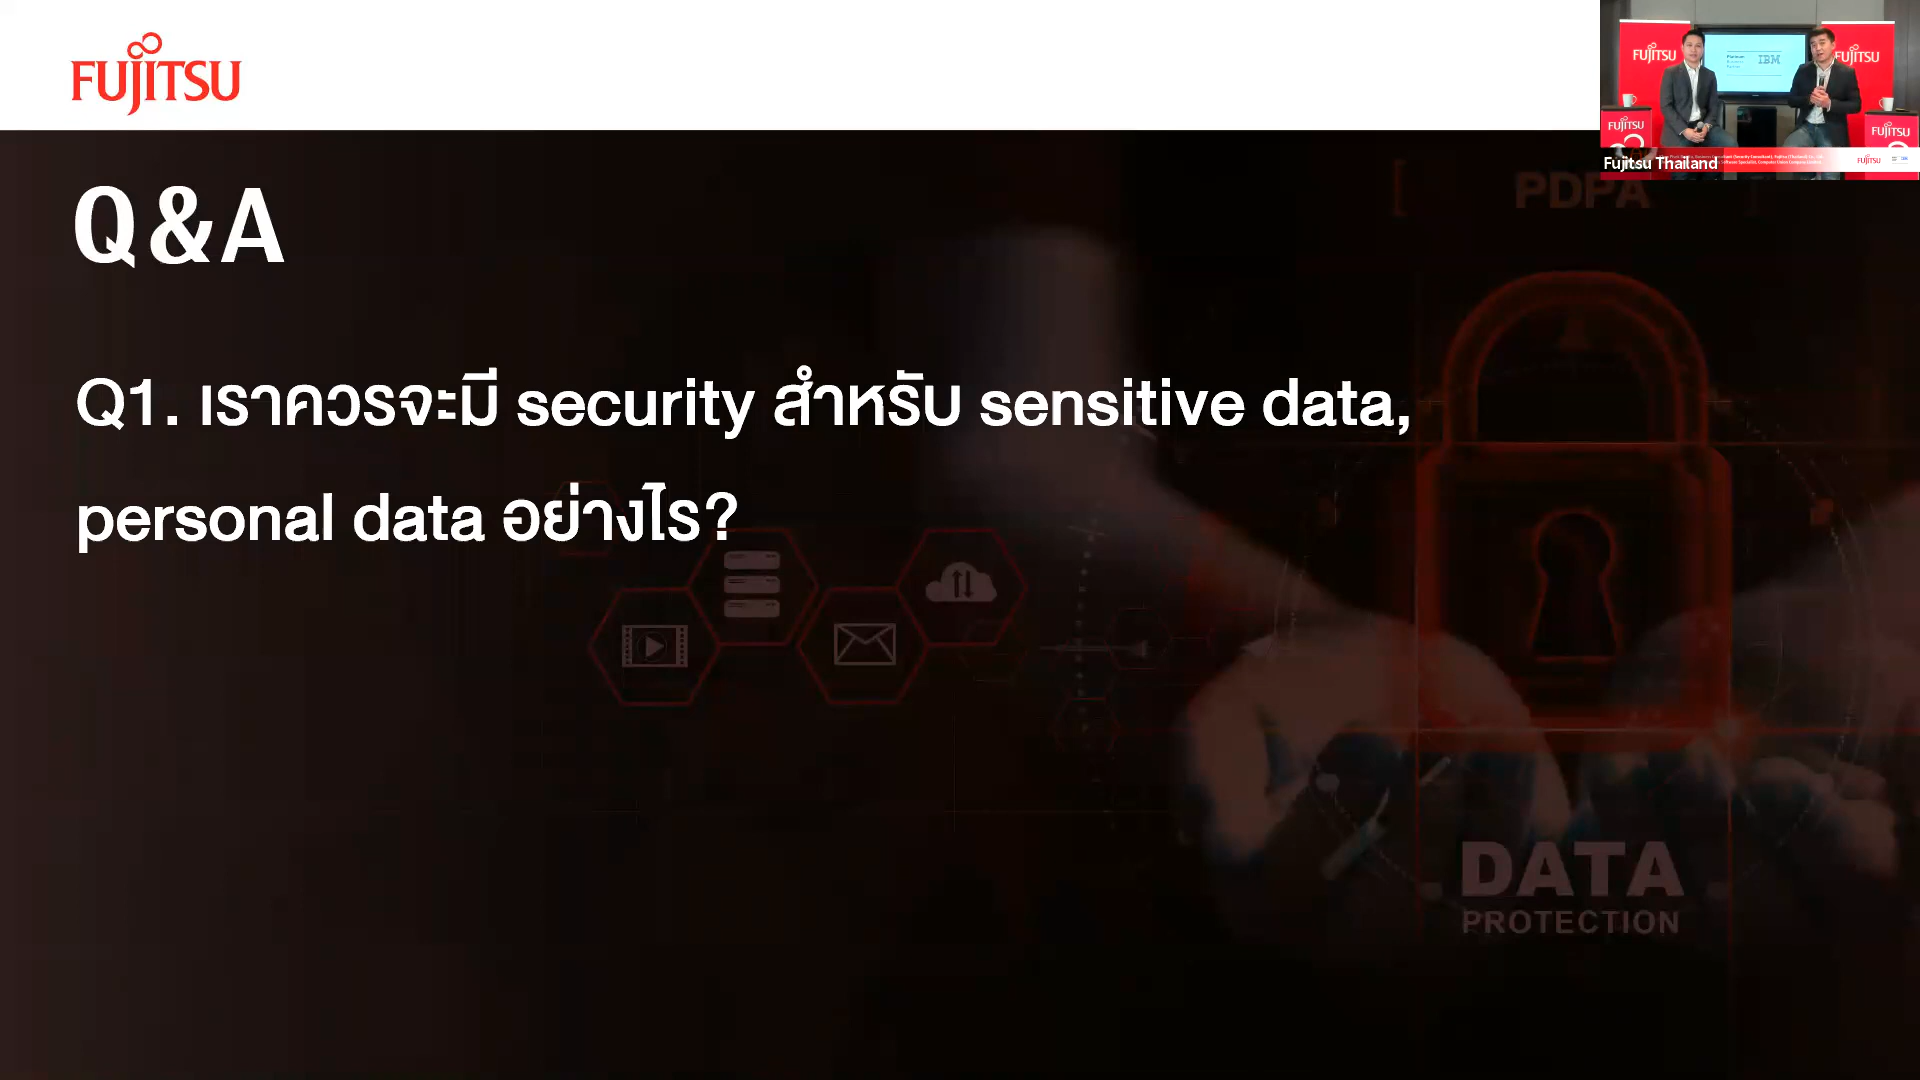 FUJITSU
FUJITSU
FUJITSU
IBM
FUJITSU
FUJITSU
Fujitsu Thailand
FUJITSU
[ PDPA ]
Q&A
Q1. เราควรจะมี security สำหรับ sensitive data,
personal data อย่างไร?
DATA
PROTECTION